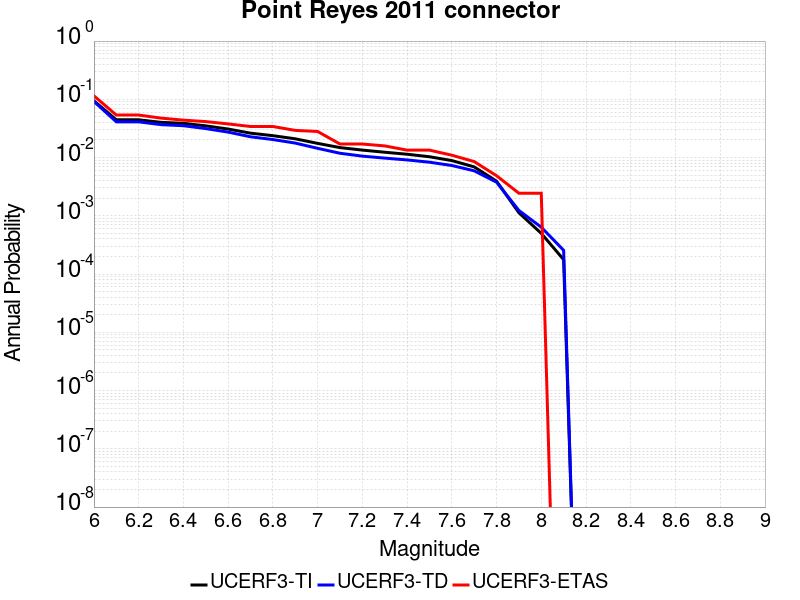 Point Reyes 2011 connector
10^0
10^-1
10^-2
10^-3
10^-4
10^-5
10^-6
10^-7
10^-8
Annual Probability
6 6.2 6.4 6.6 6.8 7 7.2 7.4 7.6 7.8 8 8.2 8.4 8.6 8.8 9
Magnitude
UCERF3-TI UCERF3-TD UCERF3-ETAS